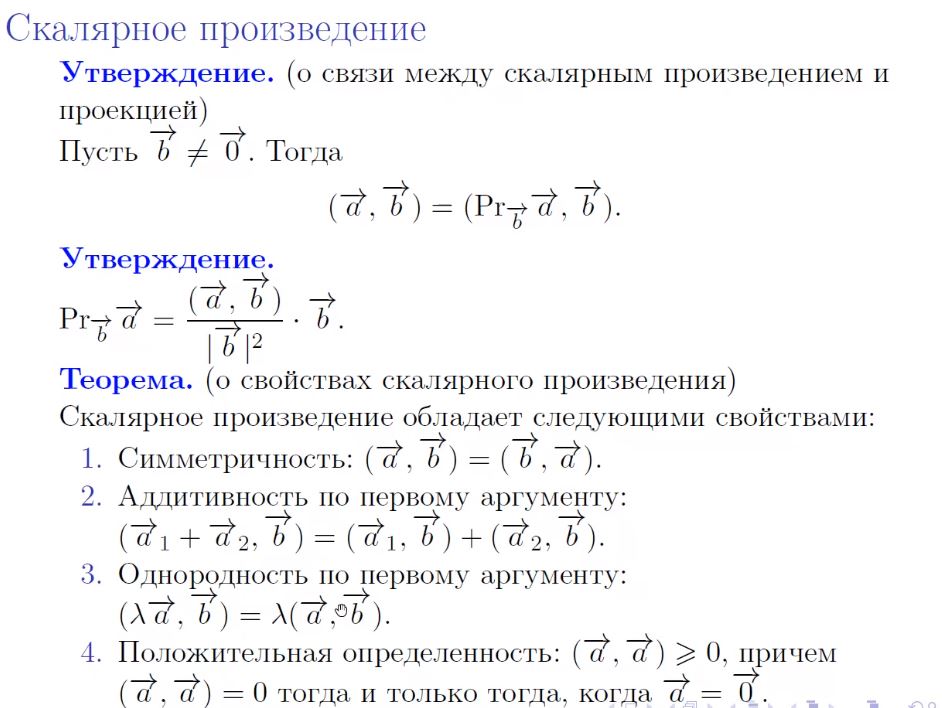 Скалярное произведение
Утверждение. (о связи между скалярным произведением и
проекцией)
Пусть $\overrightarrow{b} \neq \overrightarrow{0}$. Тогда
$(\overrightarrow{a}, \overrightarrow{b}) = (\text{Pr}_{\overrightarrow{b}} \overrightarrow{a}, \overrightarrow{b}).$
Утверждение.
$\text{Pr}_{\overrightarrow{b}} \overrightarrow{a} = \frac{(\overrightarrow{a}, \overrightarrow{b})}{|\overrightarrow{b}|^2} \cdot \overrightarrow{b}.$
Теорема. (о свойствах скалярного произведения)
Скалярное произведение обладает следующими свойствами:
1. Симметричность: $(\overrightarrow{a}, \overrightarrow{b}) = (\overrightarrow{b}, \overrightarrow{a}).$
2. Аддитивность по первому аргументу:
$(\overrightarrow{a}_1 + \overrightarrow{a}_2, \overrightarrow{b}) = (\overrightarrow{a}_1, \overrightarrow{b}) + (\overrightarrow{a}_2, \overrightarrow{b}).$
3. Однородность по первому аргументу:
$(\lambda \overrightarrow{a}, \overrightarrow{b}) = \lambda(\overrightarrow{a}, \overrightarrow{b}).$
4. Положительная определенность: $(\overrightarrow{a}, \overrightarrow{a}) \geqslant 0$, причем
$(\overrightarrow{a}, \overrightarrow{a}) = 0$ тогда и только тогда, когда $\overrightarrow{a} = \overrightarrow{0}.$